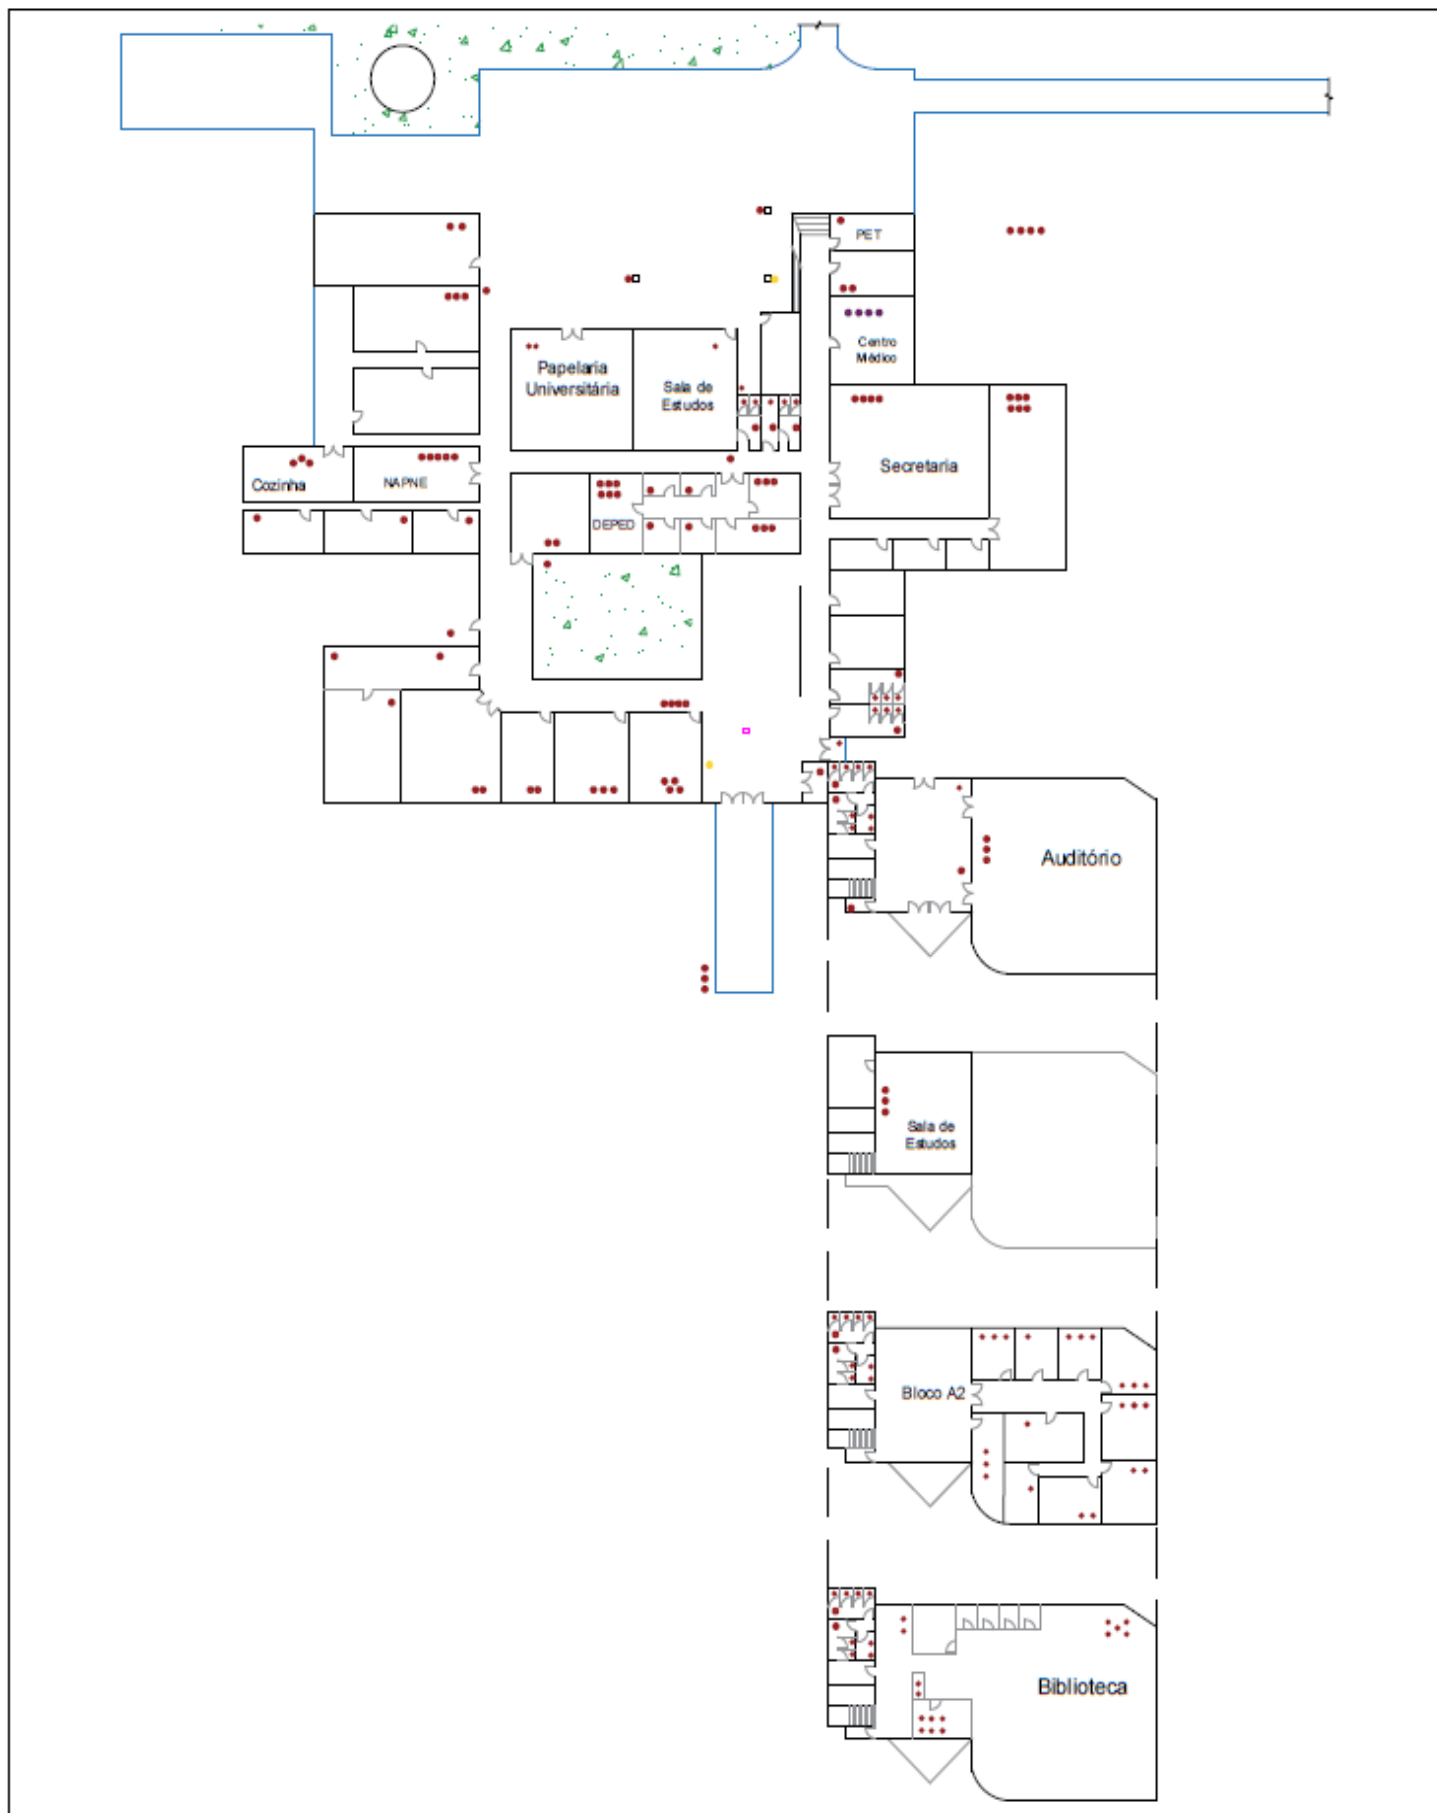 PET
Centro
Médico
Papelaria
Universitária
Sala de
Estudos
Secretaria
Cozinha
NAPNE
DEPED
Auditório
Sala de
Estudos
Bloco A2
Biblioteca